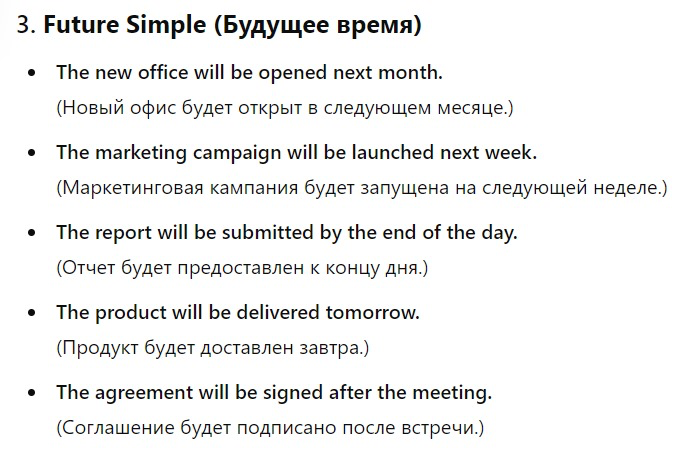 3. Future Simple (Будущее время)
• The new office will be opened next month.
(Новый офис будет открыт в следующем месяце.)
• The marketing campaign will be launched next week.
(Маркетинговая кампания будет запущена на следующей неделе.)
• The report will be submitted by the end of the day.
(Отчет будет предоставлен к концу дня.)
• The product will be delivered tomorrow.
(Продукт будет доставлен завтра.)
• The agreement will be signed after the meeting.
(Соглашение будет подписано после встречи.)